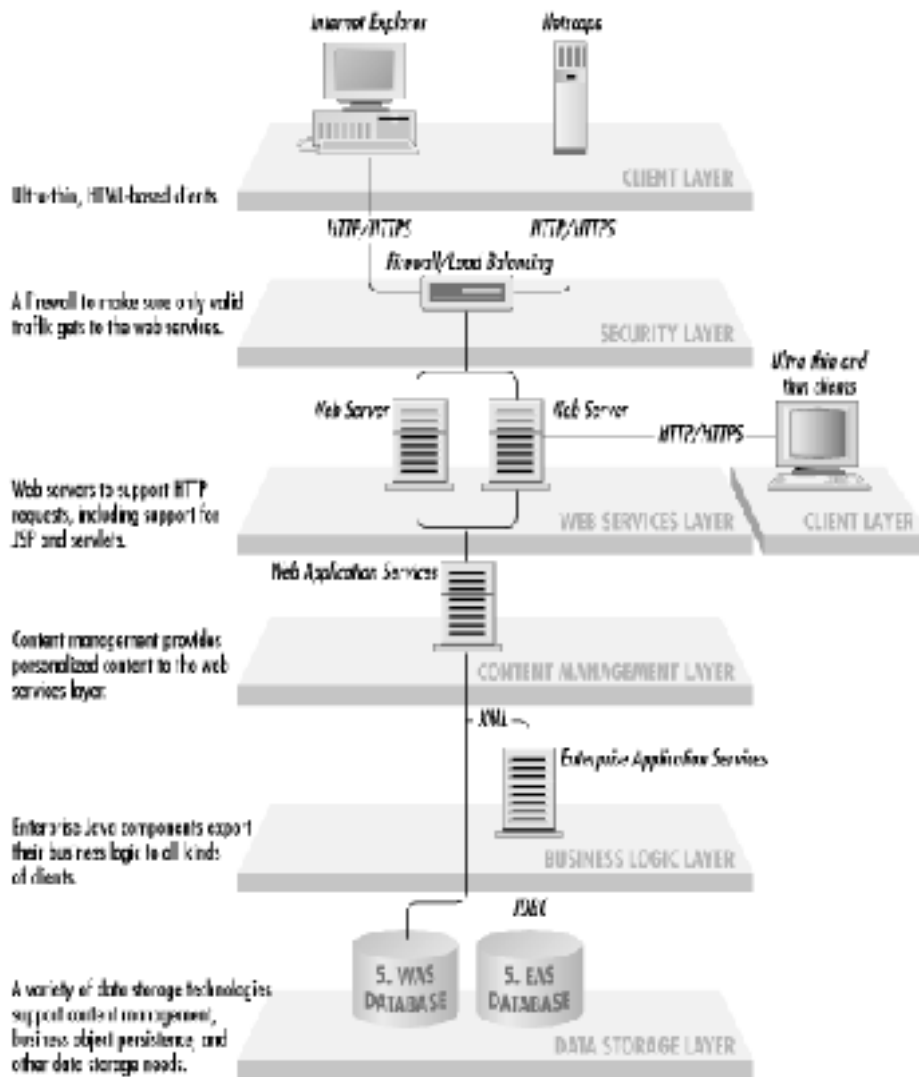 Internet Explorer
Netscape
CLIENT LAYER
Ultra-thin, HTML-based clients.
HTTP/HTTPS
HTTP/HTTPS
Firewall/Load Balancing
A firewall to make sure only valid
traffic gets to the web services.
SECURITY LAYER
Ultra thin and
thin clients
Web Server
Web Server
HTTP/HTTPS
Web servers to support HTTP
requests, including support for
JSP and servlets.
WEB SERVICES LAYER
CLIENT LAYER
Web Application Services
Content management provides
personalized content to the web
services layer.
CONTENT MANAGEMENT LAYER
XML
Enterprise Application Services
Enterprise Java components export
their business logic to all kinds
of clients.
BUSINESS LOGIC LAYER
JDBC
5. WAS
DATABASE
5. EAS
DATABASE
A variety of data storage technologies
support content management,
business object persistence, and
other data storage needs.
DATA STORAGE LAYER